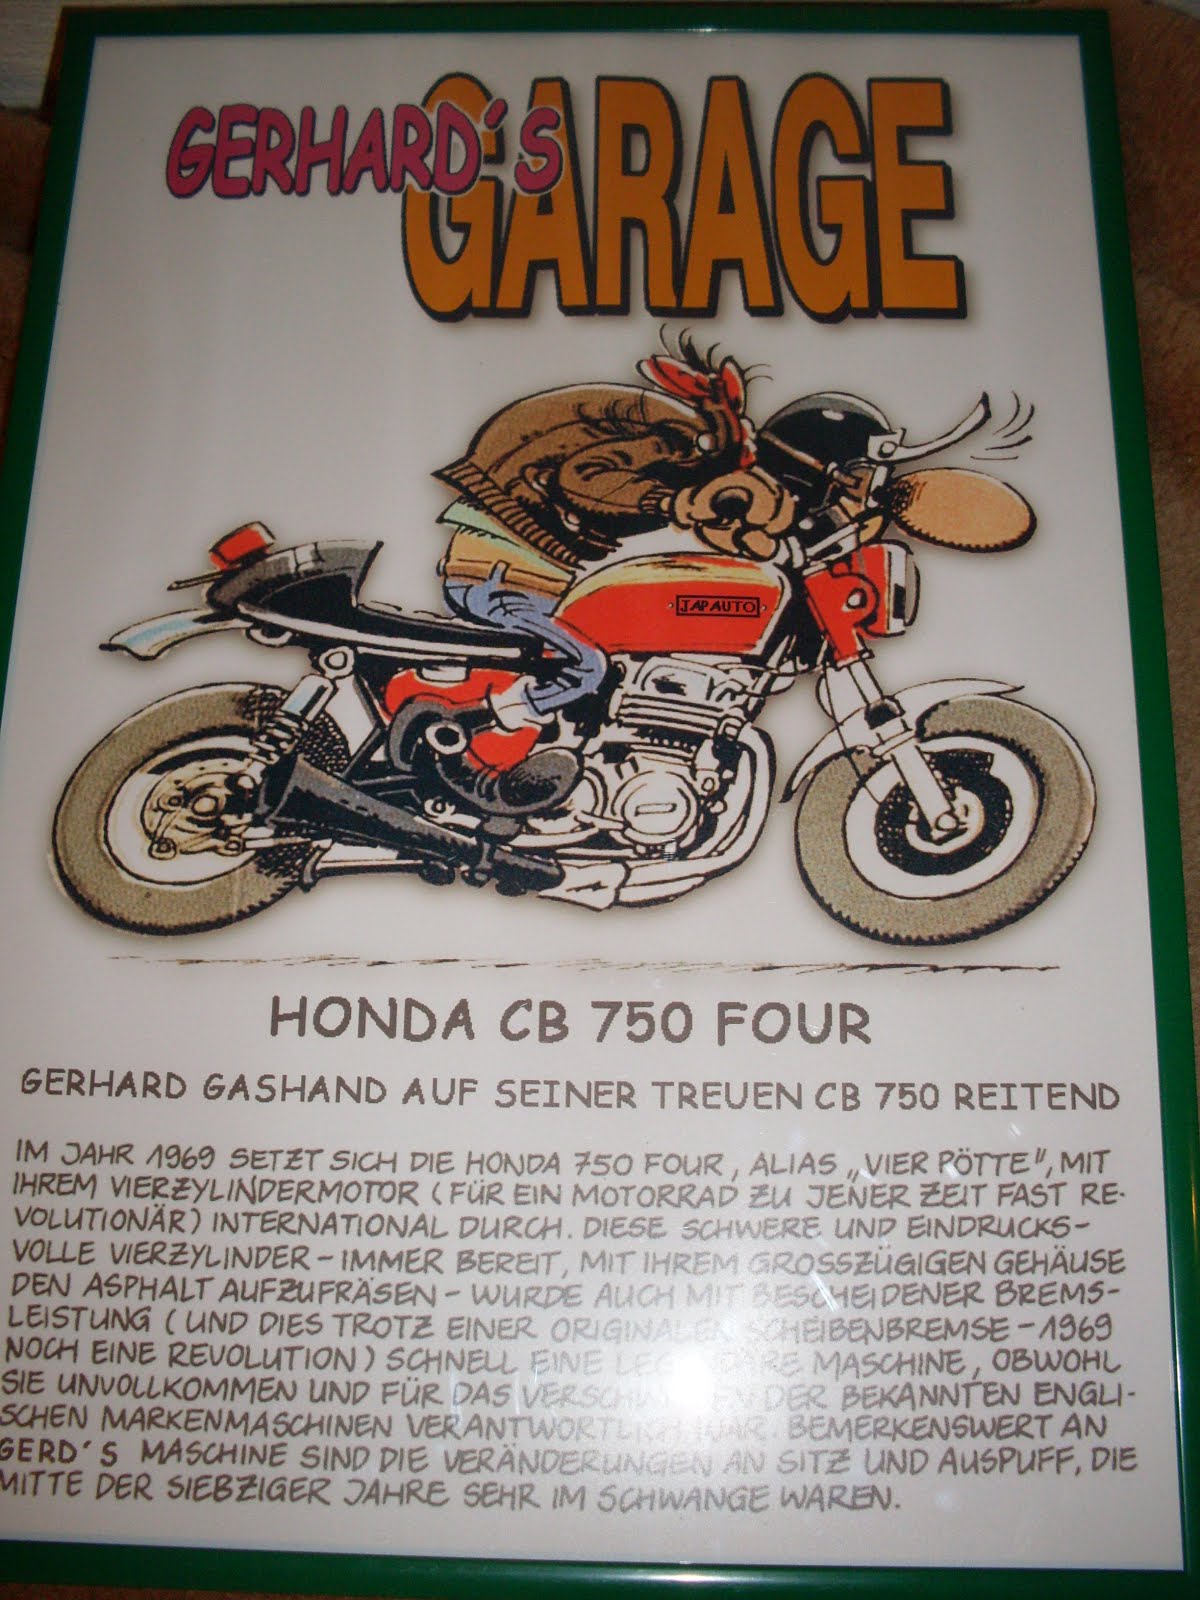 GERHARD´S GARAGE
JAPAUTO
HONDA CB 750 FOUR
GERHARD GASHAND AUF SEINER TREUEN CB 750 REITEND
IM JAHR 1969 SETZT SICH DIE HONDA 750 FOUR, ALIAS „VIER PÖTTE", MIT
IHREM VIERZYLINDERMOTOR (FÜR EIN MOTORRAD ZU JENER ZEIT FAST RE-
VOLUTIONÄR) INTERNATIONAL DURCH. DIESE SCHWERE UND EINDRUCKS-
VOLLE VIERZYLINDER – IMMER BEREIT, MIT IHREM GROSSZÜGIGEN GEHÄUSE
DEN ASPHALT AUFZUFRÄSEN – WURDE AUCH MIT BESCHEIDENER BREMS-
LEISTUNG (UND DIES TROTZ EINER ORIGINALEN SCHEIBENBREMSE – 1969
NOCH EINE REVOLUTION) SCHNELL EINE LEGENDÄRE MASCHINE, OBWOHL
SIE UNVOLLKOMMEN UND FÜR DAS VERSCHWINDEN DER BEKANNTEN ENGLI-
SCHEN MARKENMASCHINEN VERANTWORTLICH WAR. BEMERKENSWERT AN
GERD´S MASCHINE SIND DIE VERÄNDERUNGEN AN SITZ UND AUSPUFF, DIE
MITTE DER SIEBZIGER JAHRE SEHR IM SCHWANGE WAREN.